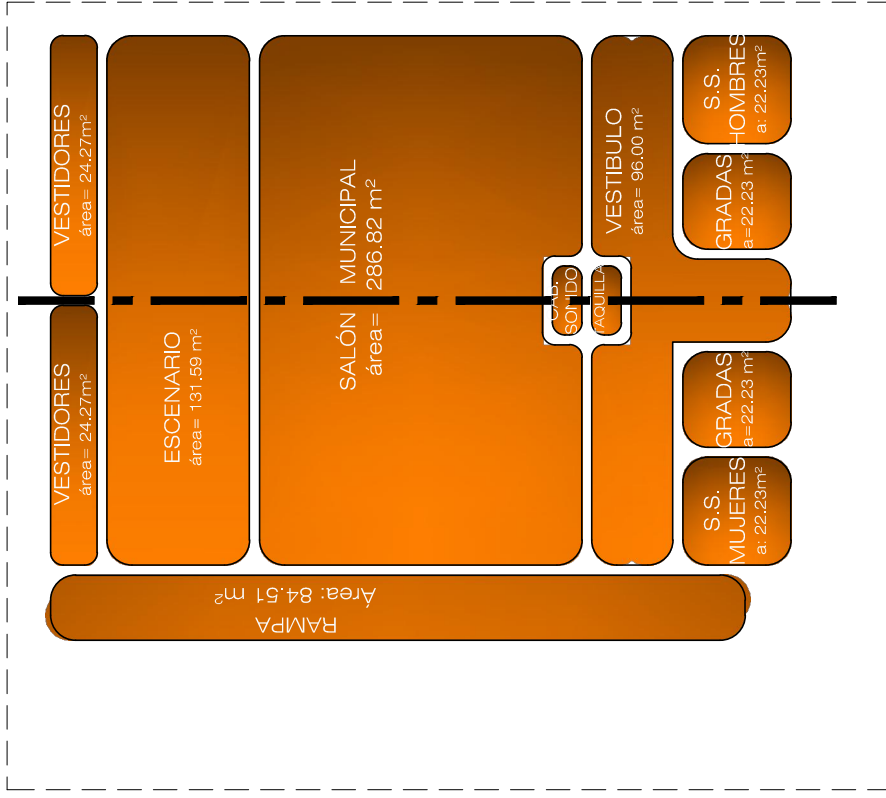 VESTIDORES
área= 24.27m²
VESTIDORES
área= 24.27m²
ESCENARIO
área= 131.59 m²
SALÓN MUNICIPAL
área= 286.82 m²
CAB.
SONIDO
TAQUILLA
VESTIBULO
área= 96.00 m²
S.S.
HOMBRES
a: 22.23m²
GRADAS
a=22.23 m²
GRADAS
a=22.23 m²
S.S.
MUJERES
a: 22.23m²
RAMPA
Área: 84.51 m²